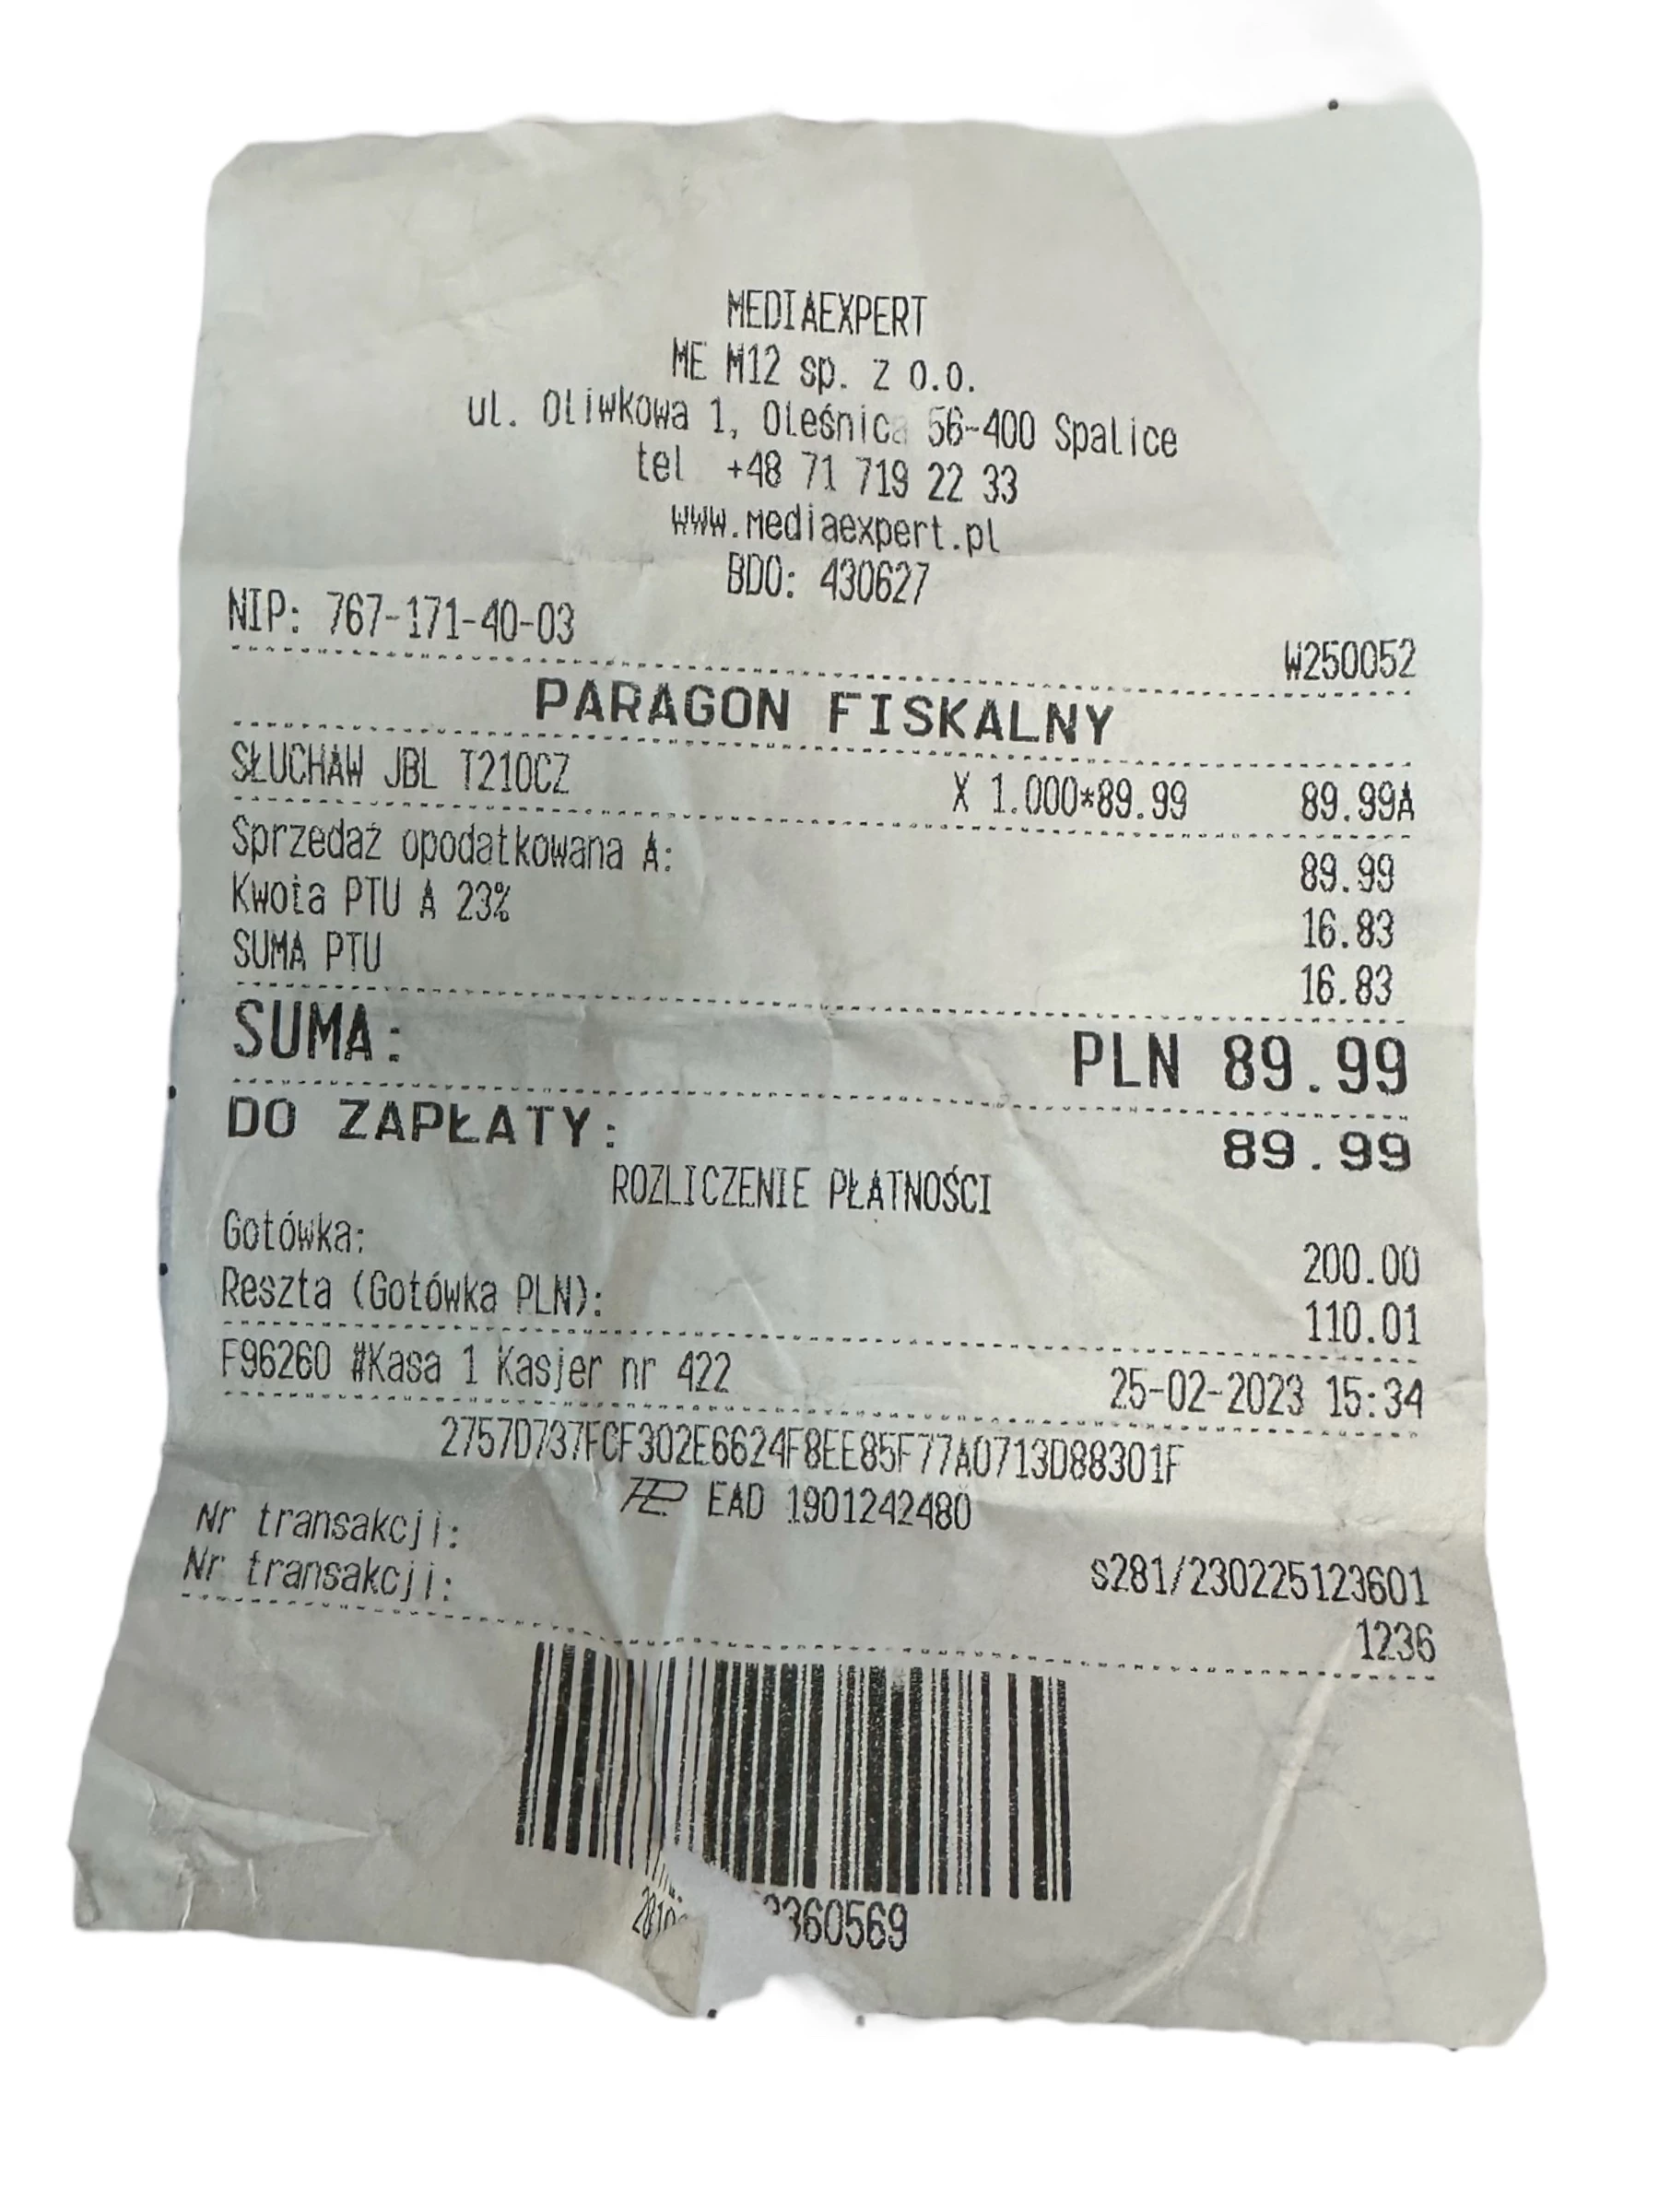 MEDIAEXPERT
ME M12 sp. z o.o.
ul. Oliwkowa 1, Oleśnica 56-400 Spalice
tel +48 71 719 22 33
www.mediaexpert.pl
BDO: 430627
NIP: 767-171-40-03 W250052
PARAGON FISKALNY
SŁUCHAW JBL T210CZ X 1.000*89.99 89.99A
Sprzedaż opodatkowana A: 89.99
Kwota PTU A 23% 16.83
SUMA PTU 16.83
SUMA: PLN 89.99
DO ZAPŁATY: 89.99
ROZLICZENIE PŁATNOŚCI
Gotówka: 200.00
Reszta (Gotówka PLN): 110.01
F96260 #Kasa 1 Kasjer nr 422 25-02-2023 15:34
2757D737FCF302E6624F8EE85F77A0713D88301F
EAD 1901242480
Nr transakcji: s281/230225123601
Nr transakcji: 1236